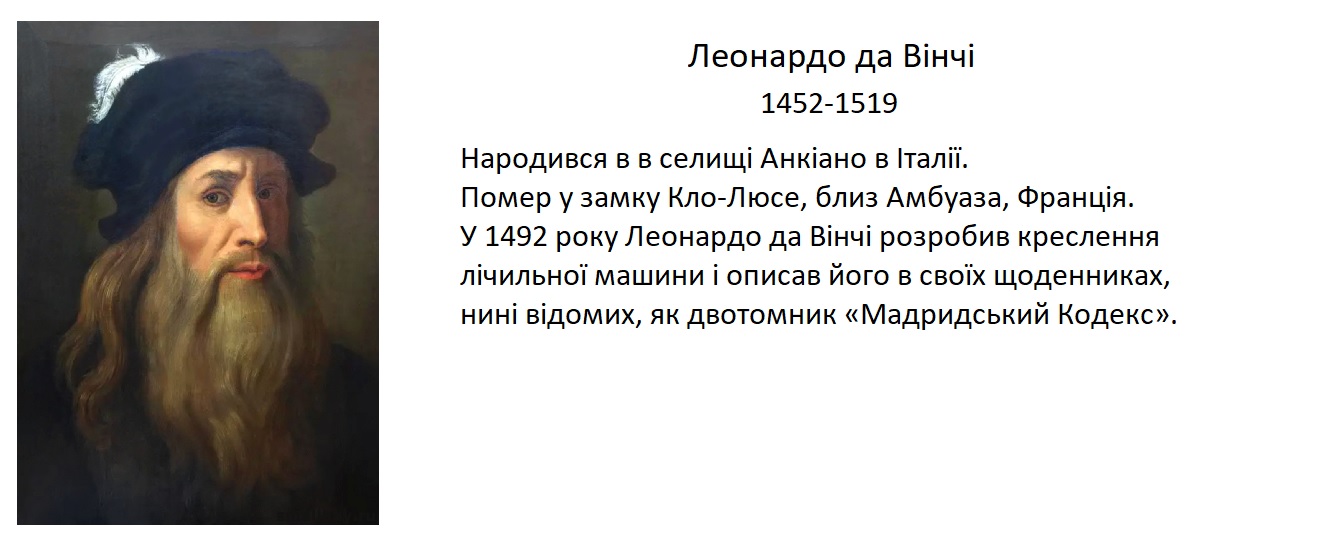 Леонардо да Вінчі
1452-1519
Народився в в селищі Анкіано в Італії.
Помер у замку Кло-Люсе, близ Амбуаза, Франція.
У 1492 року Леонардо да Вінчі розробив креслення
лічильної машини і описав його в своїх щоденниках,
нині відомих, як двотомник «Мадридський Кодекс».